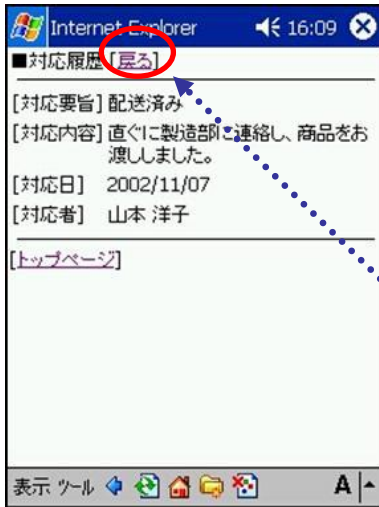 Internet Explorer 16:09
■対応履歴 [戻る]
[対応要旨] 配送済み
[対応内容] 直ぐに製造部に連絡し、商品をお
渡ししました。
[対応日] 2002/11/07
[対応者] 山本 洋子
[トップページ]
表示 ツール A